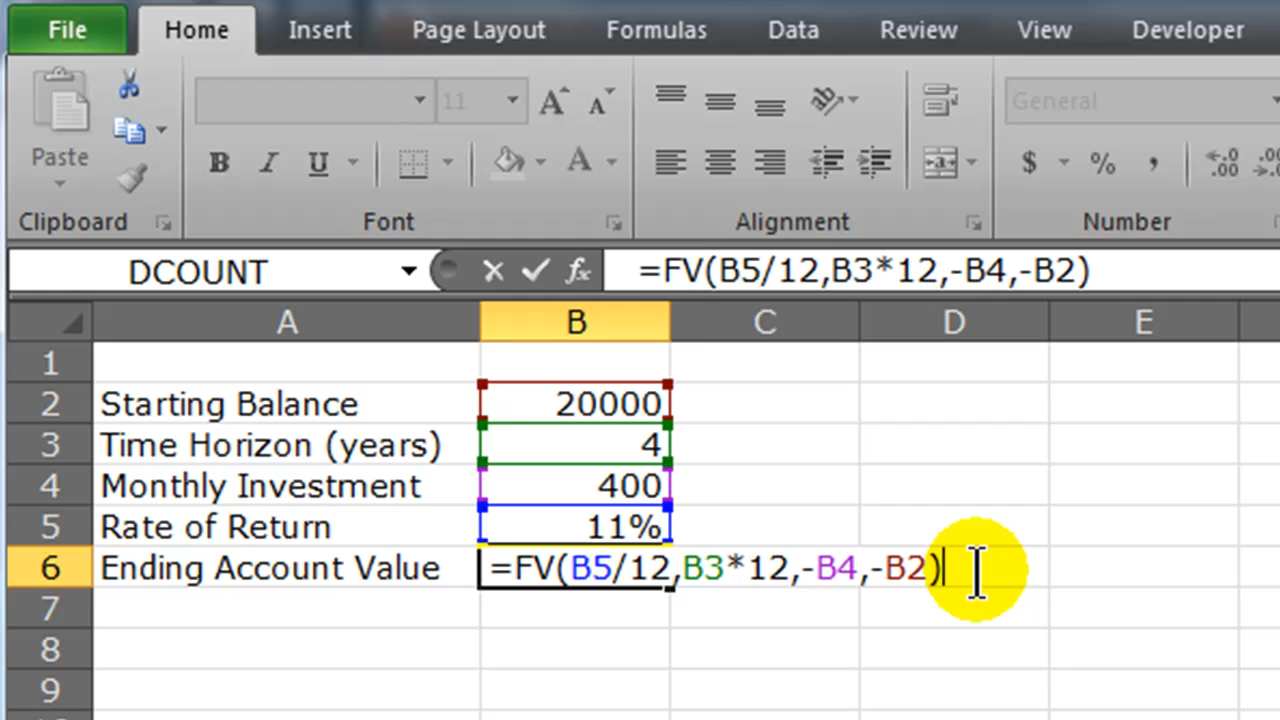 File Home Insert Page Layout Formulas Data Review View Developer
11 A A General
Paste B I U A $ % , .0 .00
Clipboard Font Alignment Number
DCOUNT fx =FV(B5/12,B3*12,-B4,-B2)
A B C D E
1
2 Starting Balance 20000
3 Time Horizon (years) 4
4 Monthly Investment 400
5 Rate of Return 11%
6 Ending Account Value =FV(B5/12,B3*12,-B4,-B2)
7
8
9